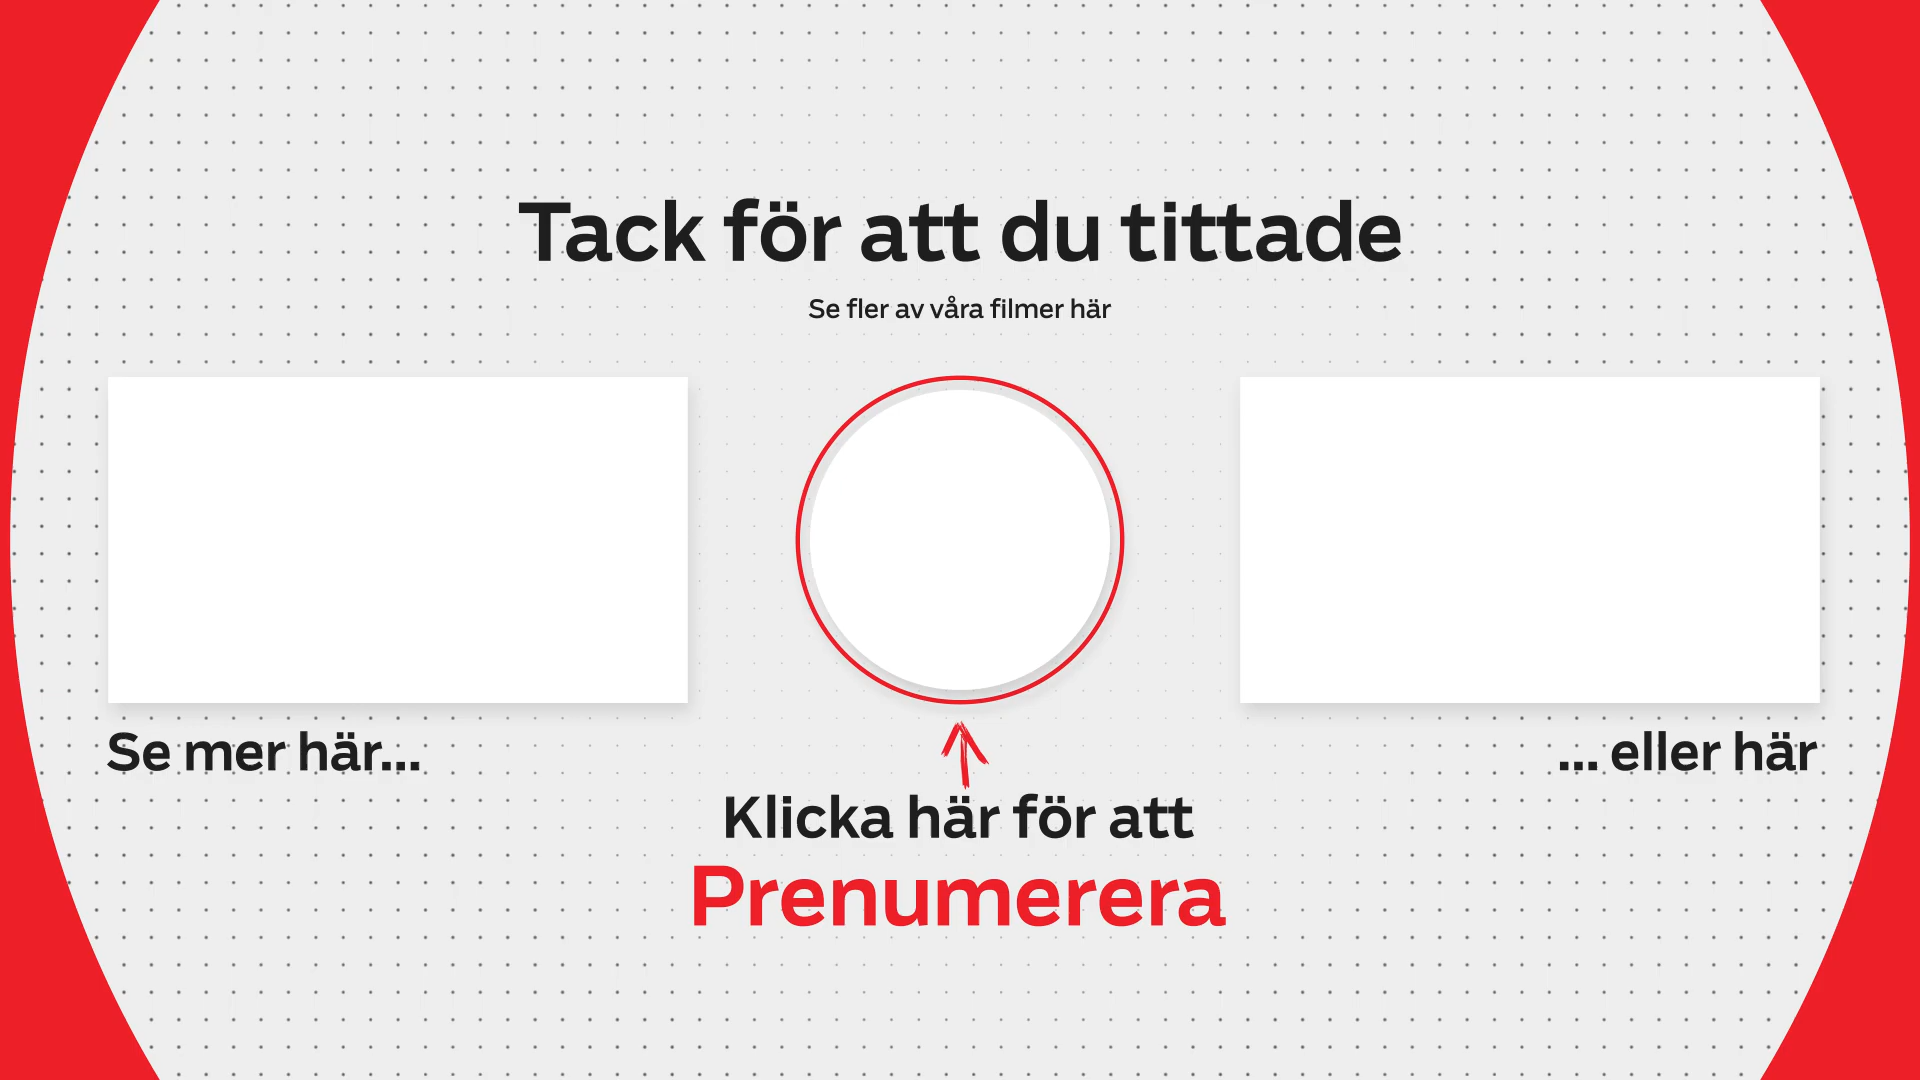 Tack för att du tittade
Se fler av våra filmer här
Se mer här...
... eller här
Klicka här för att
Prenumerera